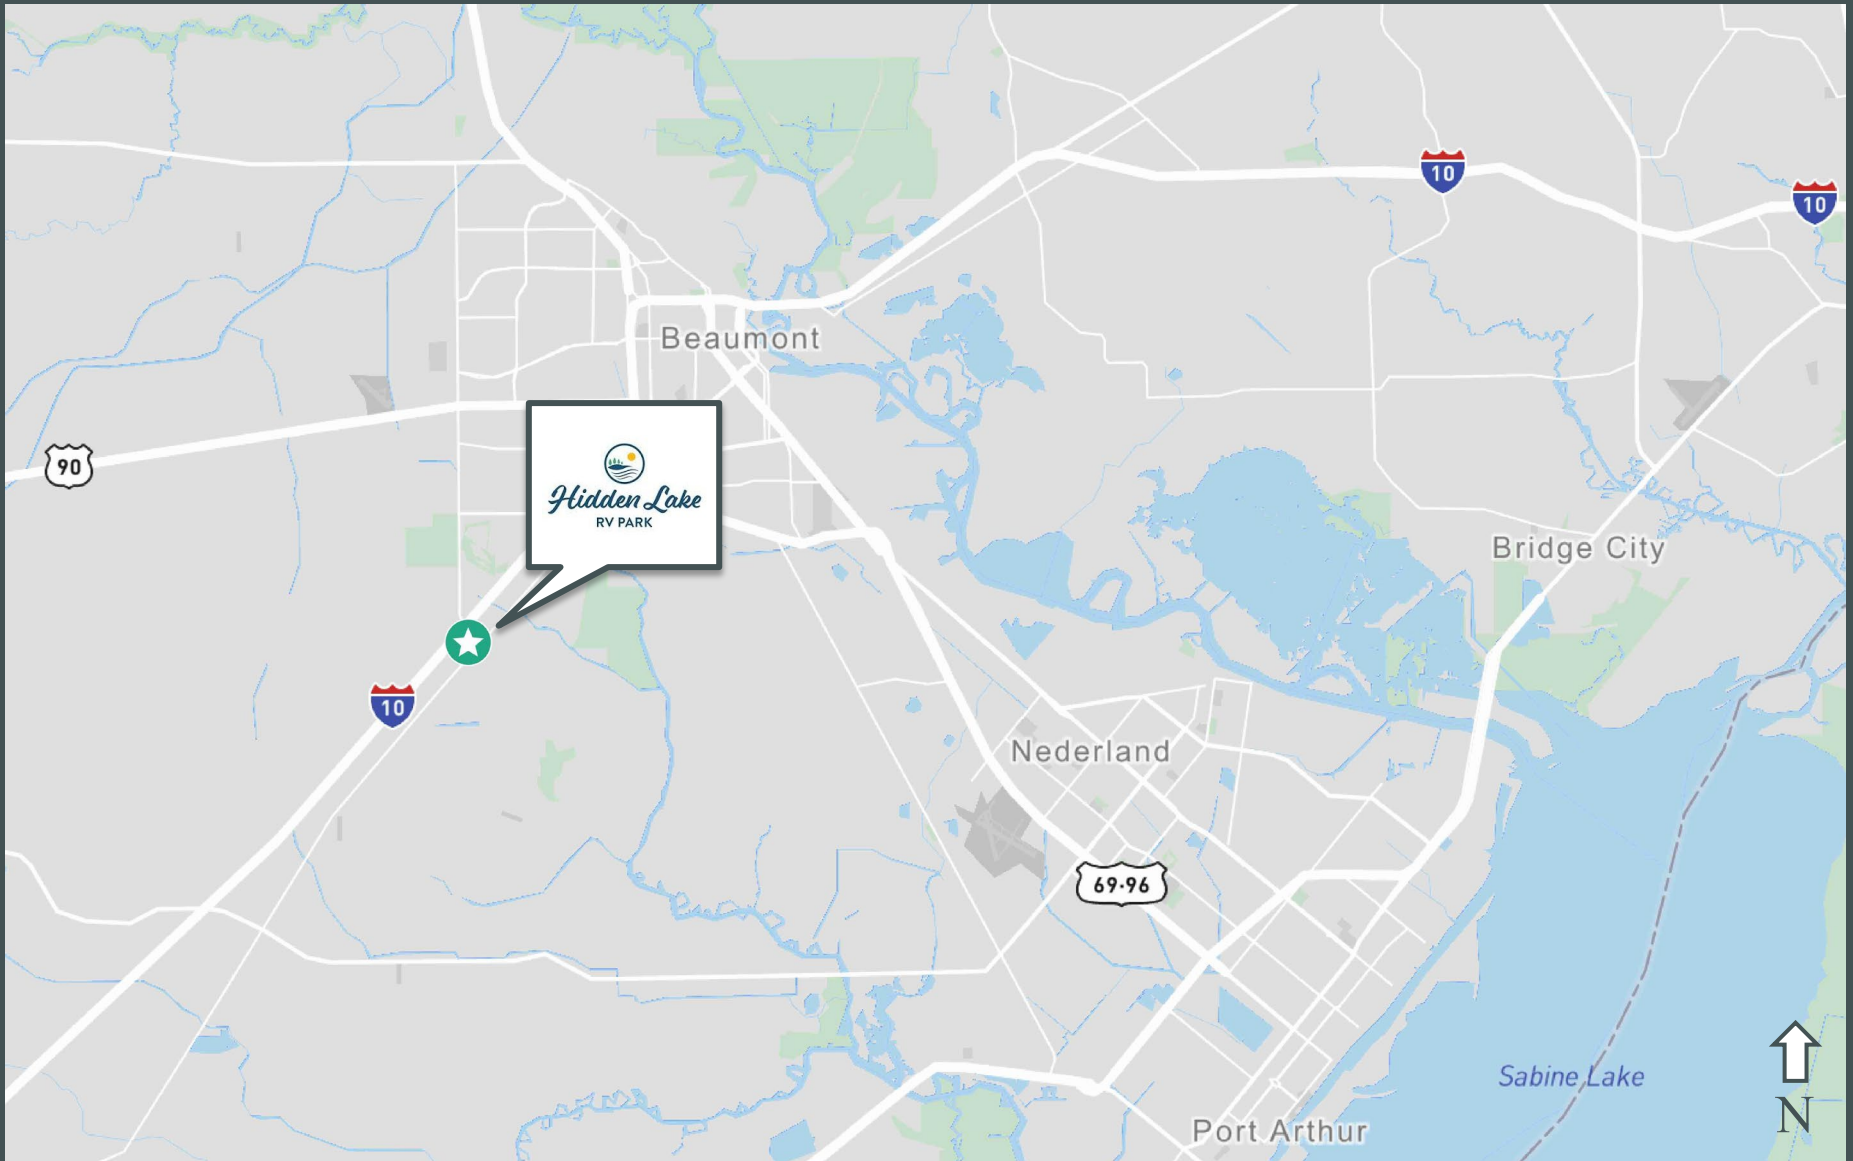 10
10
Beaumont
90
Hidden Lake
RV PARK
Bridge City
10
Nederland
69·96
Sabine Lake
N
Port Arthur